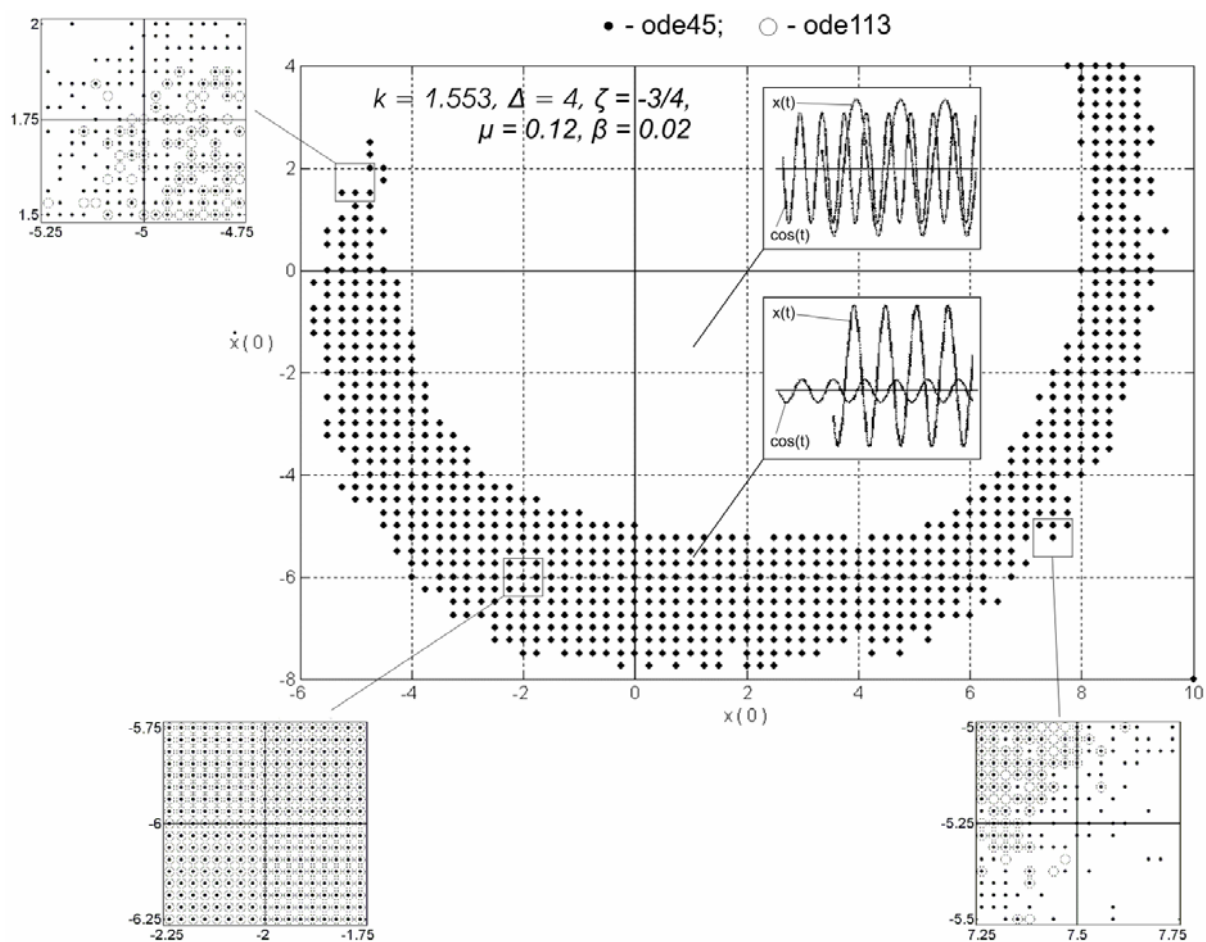 • - ode45; ○ - ode113
2
1.75
1.5
-5.25 -5 -4.75
k = 1.553, Δ = 4, ζ = -3/4,
μ = 0.12, β = 0.02
x(t)
cos(t)
x(t)
cos(t)
4
2
0
-2
-4
-6
-8
ẋ(0)
-6 -4 -2 0 2 4 6 8 10
x(0)
-5.75
-6
-6.25
-2.25 -2 -1.75
-5
-5.25
-5.5
7.25 7.5 7.75